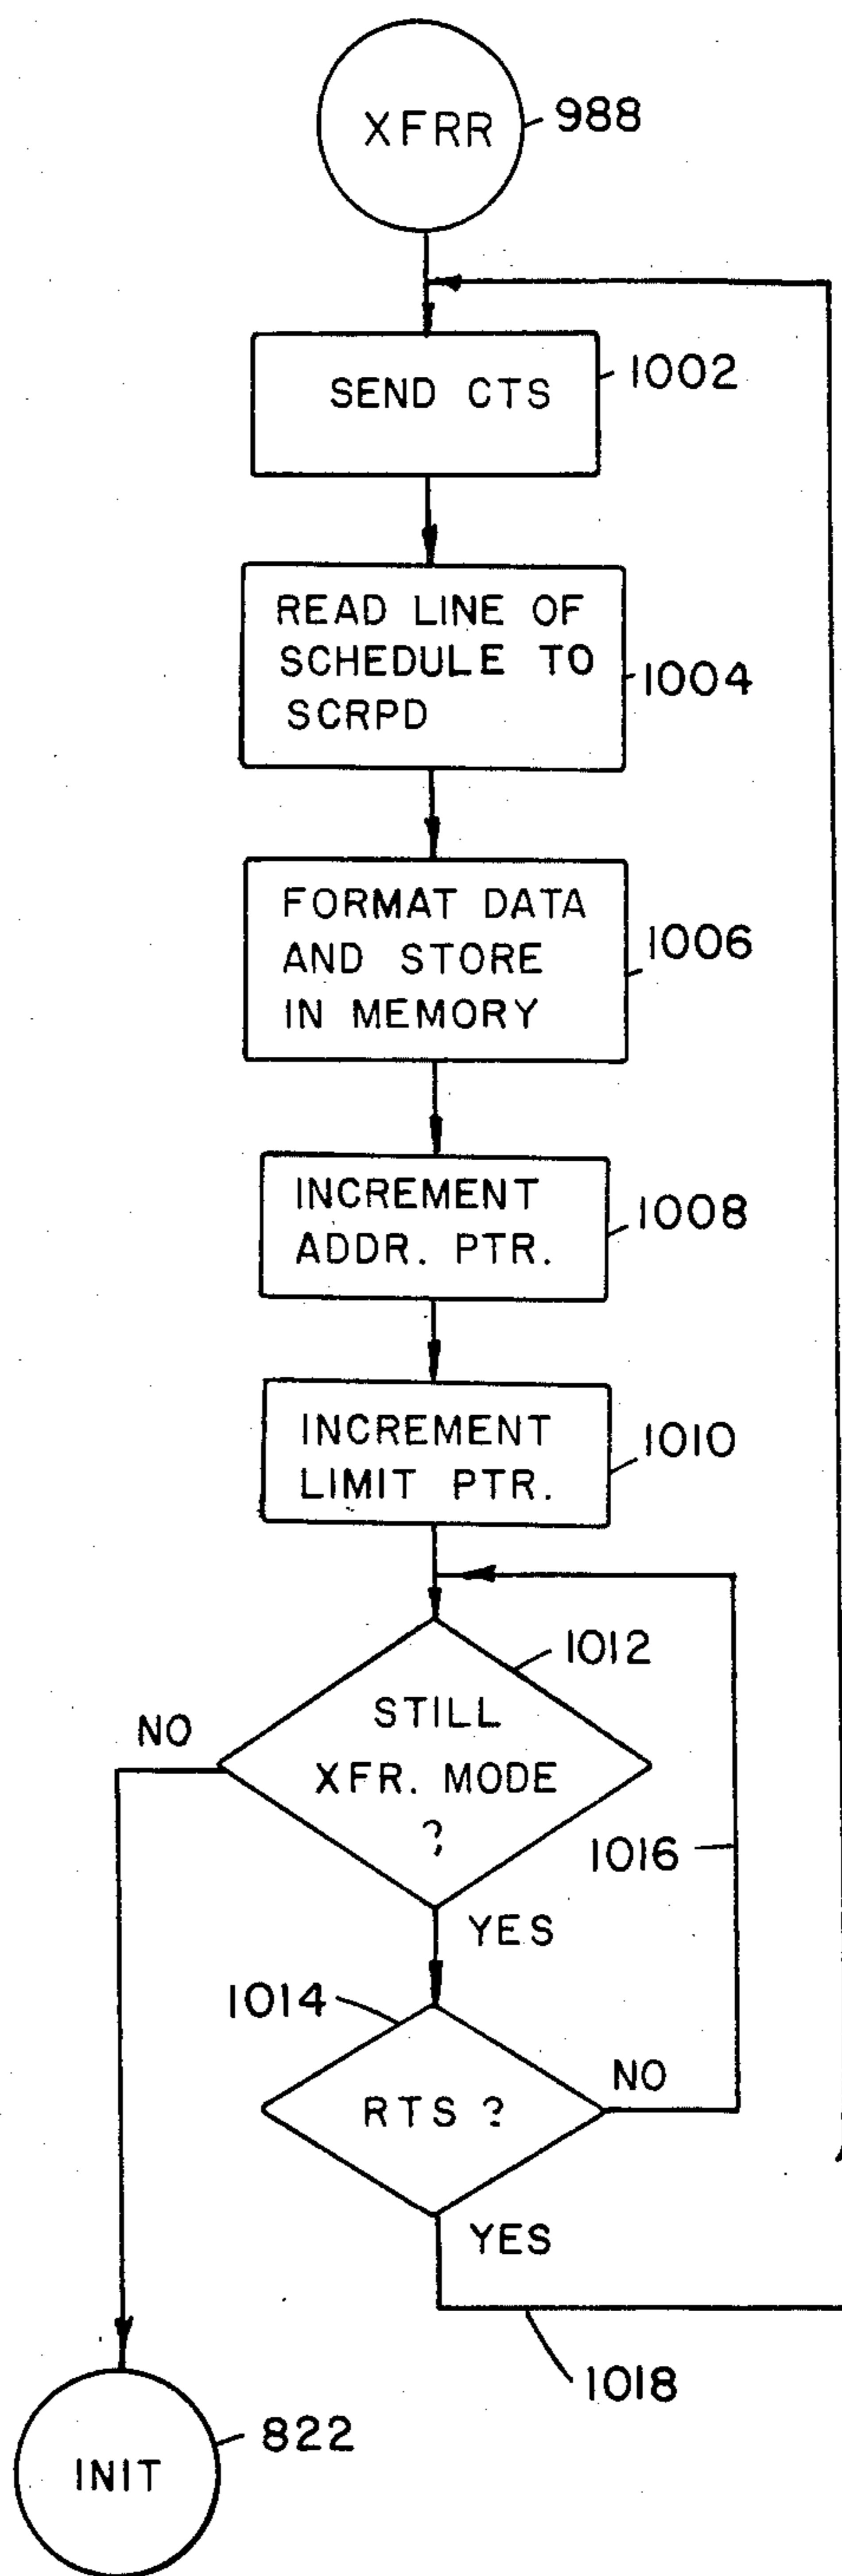 XFRR
988
SEND CTS
1002
READ LINE OF
SCHEDULE TO
SCRPD
1004
FORMAT DATA
AND STORE
IN MEMORY
1006
INCREMENT
ADDR. PTR.
1008
INCREMENT
LIMIT PTR.
1010
1012
STILL
XFR. MODE
?
NO
1016
YES
1014
RTS ?
NO
YES
1018
INIT
822